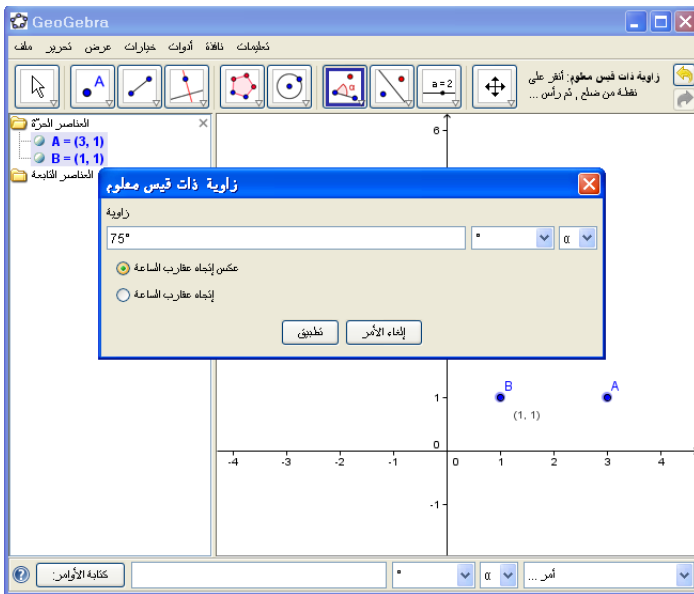 GeoGebra
ملف تحرير عرض خيارات أدوات نافذة تعليمات
A
α
a = 2
زاوية ذات قيس معلوم: أنقر على
نقطة من ضلع , ثم رأس ...
العناصر الحرّة
A = (3, 1)
B = (1, 1)
العناصر التابعة
زاوية ذات قيس معلوم
زاوية
75°
°
α
عكس إتجاه عقارب الساعة
إتجاه عقارب الساعة
تطبيق
إلغاء الأمر
6
1
0
-1
-4 -3 -2 -1 0 1 2 3 4
B
A
(1, 1)
كتابة الأوامر:
°
α
أمر ...